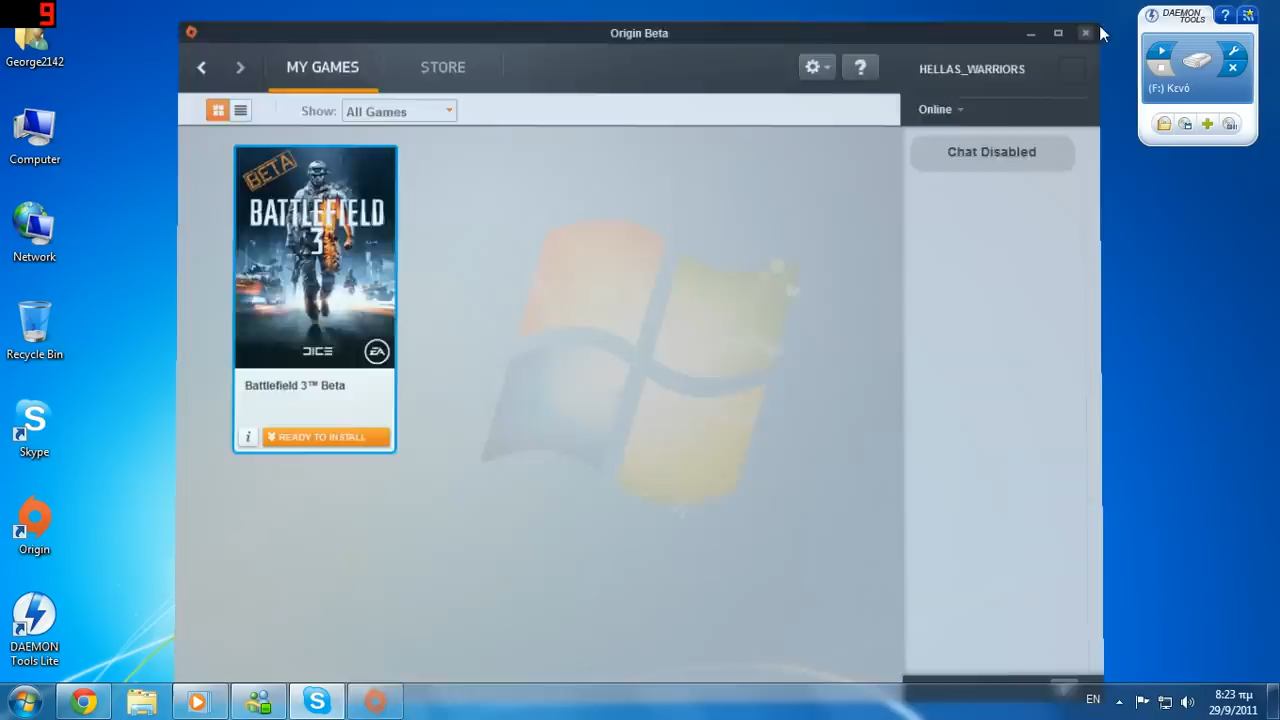 9
George2142
Computer
Network
Recycle Bin
Skype
Origin
DAEMON
Tools Lite
Origin Beta
MY GAMES
STORE
?
HELLAS_WARRIORS
Show:
All Games
Online
Chat Disabled
BETA
BATTLEFIELD
3
DICE
EA
Battlefield 3™ Beta
i
READY TO INSTALL
DAEMON
TOOLS
?
(F:) Κενό
EN
8:23 πμ
29/9/2011